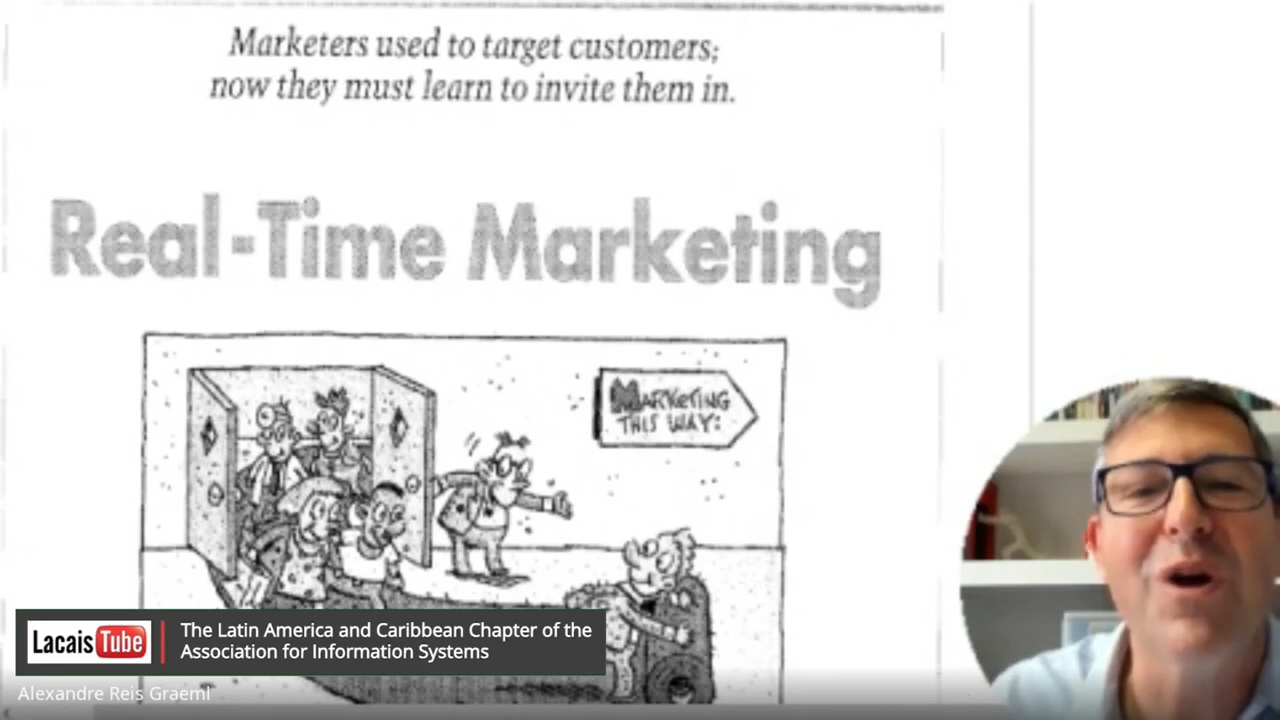 Marketers used to target customers;
now they must learn to invite them in.
Real-Time Marketing
MARKETING
THIS WAY:
Lacais Tube
The Latin America and Caribbean Chapter of the
Association for Information Systems
Alexandre Reis Graeml